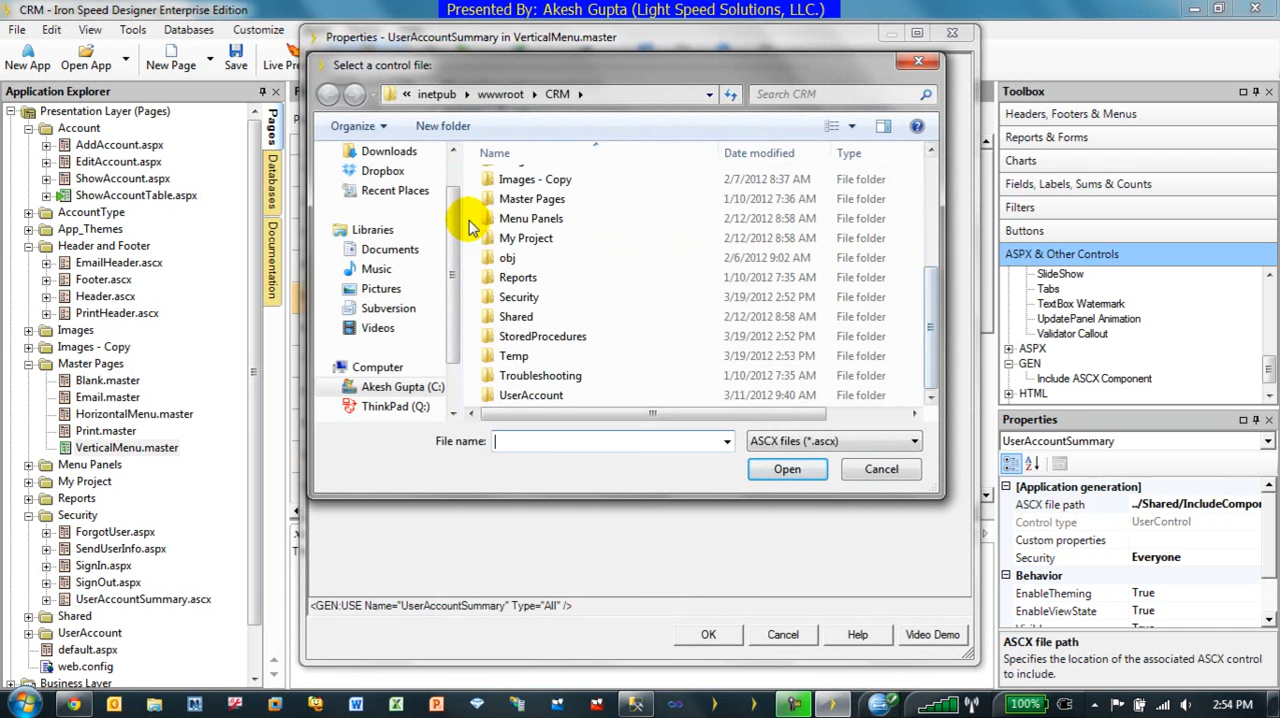 CRM - Iron Speed Designer Enterprise Edition
Presented By: Akesh Gupta (Light Speed Solutions, LLC.)
File Edit View Tools Databases Customize
New App Open App New Page Save Live Pre
Application Explorer
Presentation Layer (Pages)
Account
AddAccount.aspx
EditAccount.aspx
ShowAccount.aspx
ShowAccountTable.aspx
AccountType
App_Themes
Header and Footer
EmailHeader.ascx
Footer.ascx
Header.ascx
PrintHeader.ascx
Images
Images - Copy
Master Pages
Blank.master
Email.master
HorizontalMenu.master
Print.master
VerticalMenu.master
Menu Panels
My Project
Reports
Security
ForgotUser.aspx
SendUserInfo.aspx
SignIn.aspx
SignOut.aspx
UserAccountSummary.ascx
Shared
UserAccount
default.aspx
web.config
Business Layer
Pages
Databases
Documentation
Properties - UserAccountSummary in VerticalMenu.master
Select a control file:
« inetpub wwwroot CRM
Search CRM
Organize New folder
Downloads
Dropbox
Recent Places
Libraries
Documents
Music
Pictures
Subversion
Videos
Computer
Akesh Gupta (C:)
ThinkPad (Q:)
Name Date modified Type
Images - Copy 2/7/2012 8:37 AM File folder
Master Pages 1/10/2012 7:36 AM File folder
Menu Panels 2/12/2012 8:58 AM File folder
My Project 2/12/2012 8:58 AM File folder
obj 2/6/2012 9:02 AM File folder
Reports 1/10/2012 7:35 AM File folder
Security 3/19/2012 2:52 PM File folder
Shared 2/12/2012 8:58 AM File folder
StoredProcedures 3/19/2012 2:52 PM File folder
Temp 3/19/2012 2:53 PM File folder
Troubleshooting 1/10/2012 7:35 AM File folder
UserAccount 3/11/2012 9:40 AM File folder
File name:
ASCX files (*.ascx)
Open Cancel
<GEN:USE Name="UserAccountSummary" Type="All" />
OK Cancel Help Video Demo
Toolbox
Headers, Footers & Menus
Reports & Forms
Charts
Fields, Labels, Sums & Counts
Filters
Buttons
ASPX & Other Controls
SlideShow
Tabs
TextBox Watermark
UpdatePanel Animation
Validator Callout
ASPX
GEN
Include ASCX Component
HTML
Properties
UserAccountSummary
[Application generation]
ASCX file path ../Shared/IncludeCompor
Control type UserControl
Custom properties
Security Everyone
Behavior
EnableTheming True
EnableViewState True
ASCX file path
Specifies the location of the associated ASCX control to include.
100%
2:54 PM